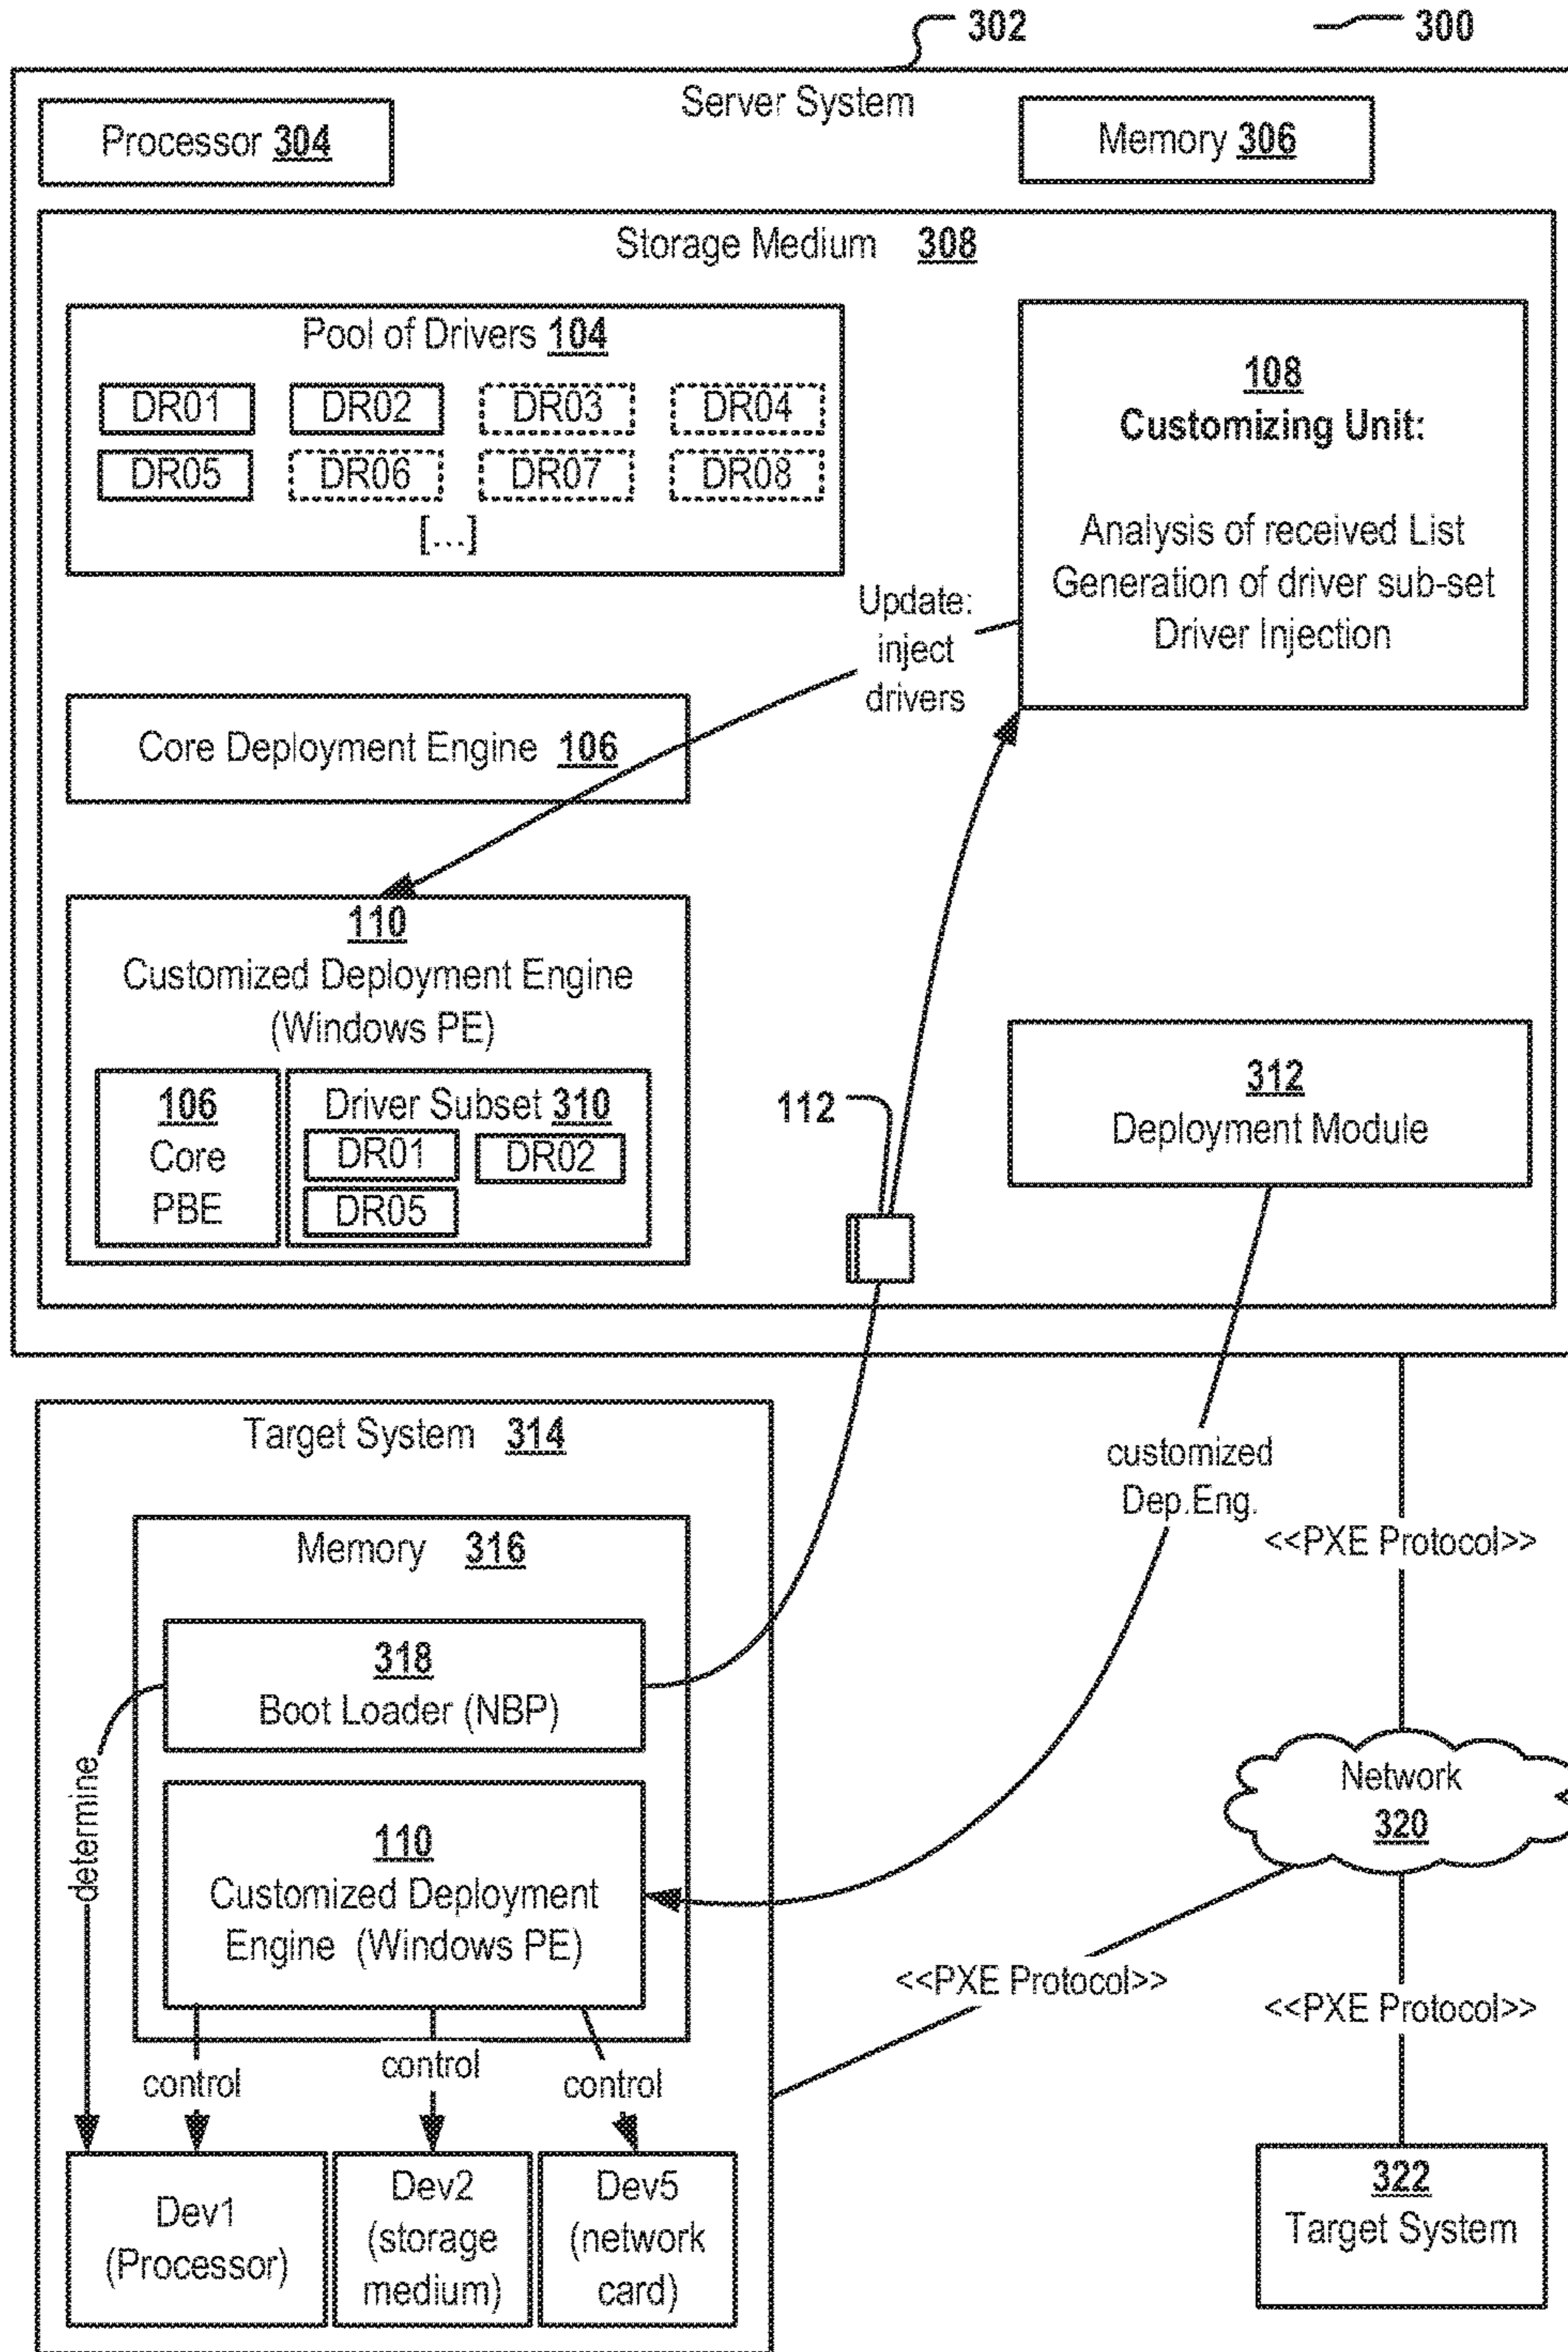 302
300
Server System
Processor 304
Memory 306
Storage Medium 308
Pool of Drivers 104
DR01 DR02 DR03 DR04
DR05 DR06 DR07 DR08
[...]
108
Customizing Unit:
Analysis of received List
Generation of driver sub-set
Driver Injection
Update:
inject
drivers
Core Deployment Engine 106
110
Customized Deployment Engine
(Windows PE)
106
Core
PBE
Driver Subset 310
DR01 DR02
DR05
112
312
Deployment Module
Target System 314
customized
Dep.Eng.
<<PXE Protocol>>
Memory 316
318
Boot Loader (NBP)
determine
110
Customized Deployment
Engine (Windows PE)
Network
320
<<PXE Protocol>>
<<PXE Protocol>>
control
control
control
Dev1
(Processor)
Dev2
(storage
medium)
Dev5
(network
card)
322
Target System